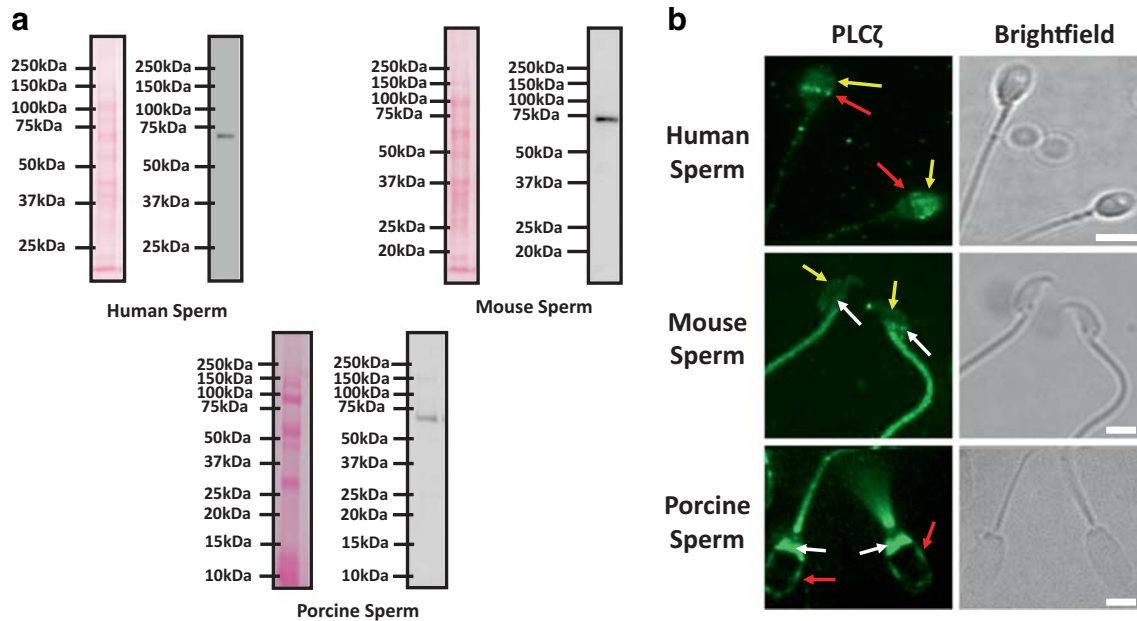 a
250kDa
150kDa
100kDa
75kDa
50kDa
37kDa
25kDa
250kDa
150kDa
100kDa
75kDa
50kDa
37kDa
25kDa
Human Sperm
250kDa
150kDa
100kDa
75kDa
50kDa
37kDa
25kDa
20kDa
250kDa
150kDa
100kDa
75kDa
50kDa
37kDa
25kDa
20kDa
Mouse Sperm
250kDa
150kDa
100kDa
75kDa
50kDa
37kDa
25kDa
20kDa
15kDa
10kDa
250kDa
150kDa
100kDa
75kDa
50kDa
37kDa
25kDa
20kDa
15kDa
10kDa
Porcine Sperm
b
PLCζ
Brightfield
Human
Sperm
Mouse
Sperm
Porcine
Sperm